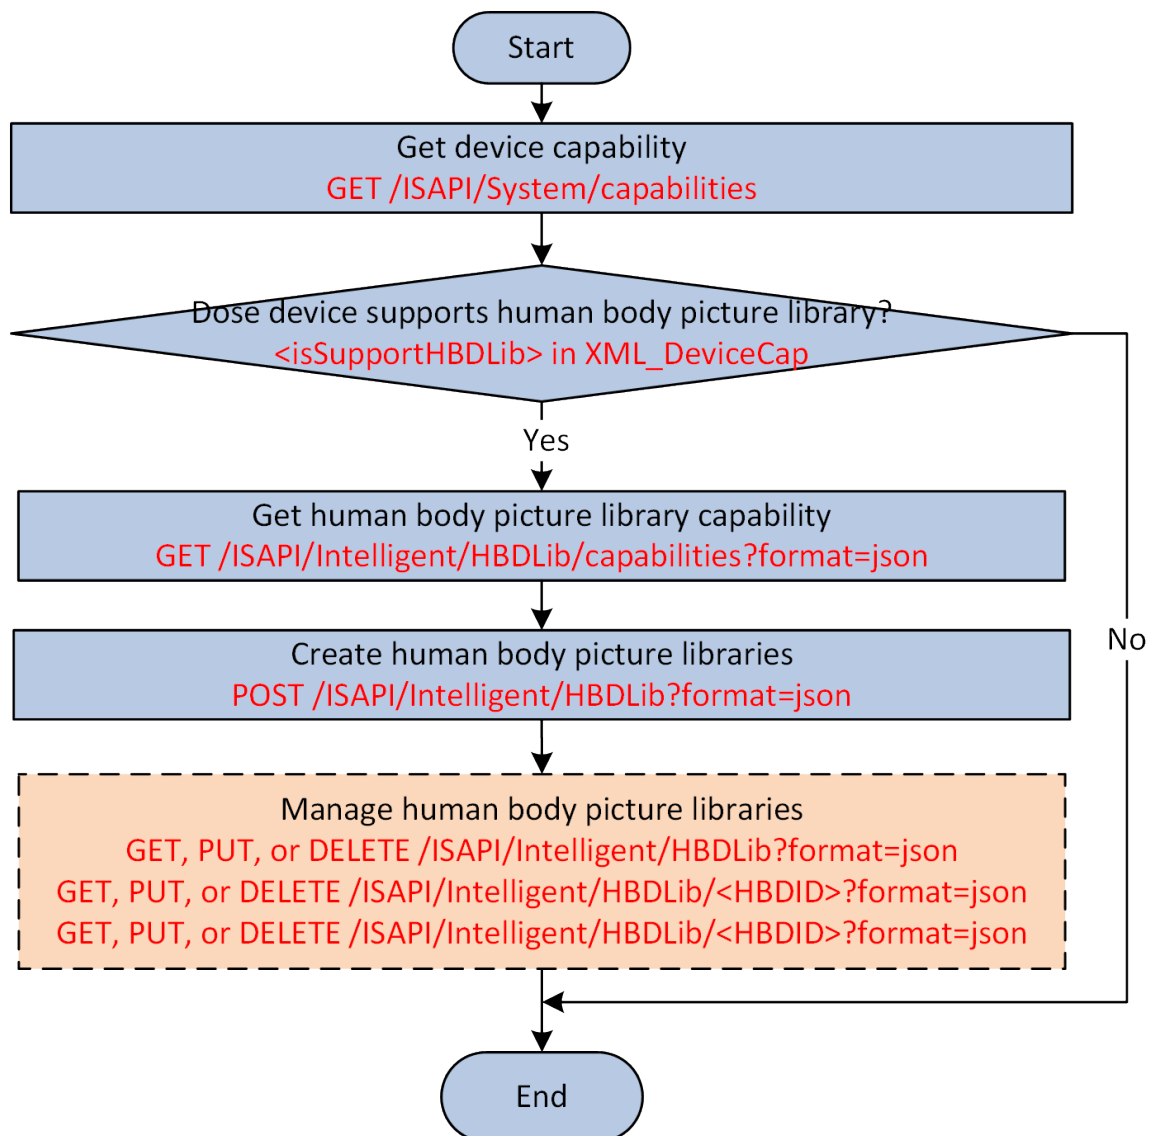 Start
Get device capability
GET /ISAPI/System/capabilities
Dose device supports human body picture library?
<isSupportHBDLib> in XML_DeviceCap
Yes
Get human body picture library capability
GET /ISAPI/Intelligent/HBDLib/capabilities?format=json
Create human body picture libraries
POST /ISAPI/Intelligent/HBDLib?format=json
No
Manage human body picture libraries
GET, PUT, or DELETE /ISAPI/Intelligent/HBDLib?format=json
GET, PUT, or DELETE /ISAPI/Intelligent/HBDLib/<HBDID>?format=json
GET, PUT, or DELETE /ISAPI/Intelligent/HBDLib/<HBDID>?format=json
End